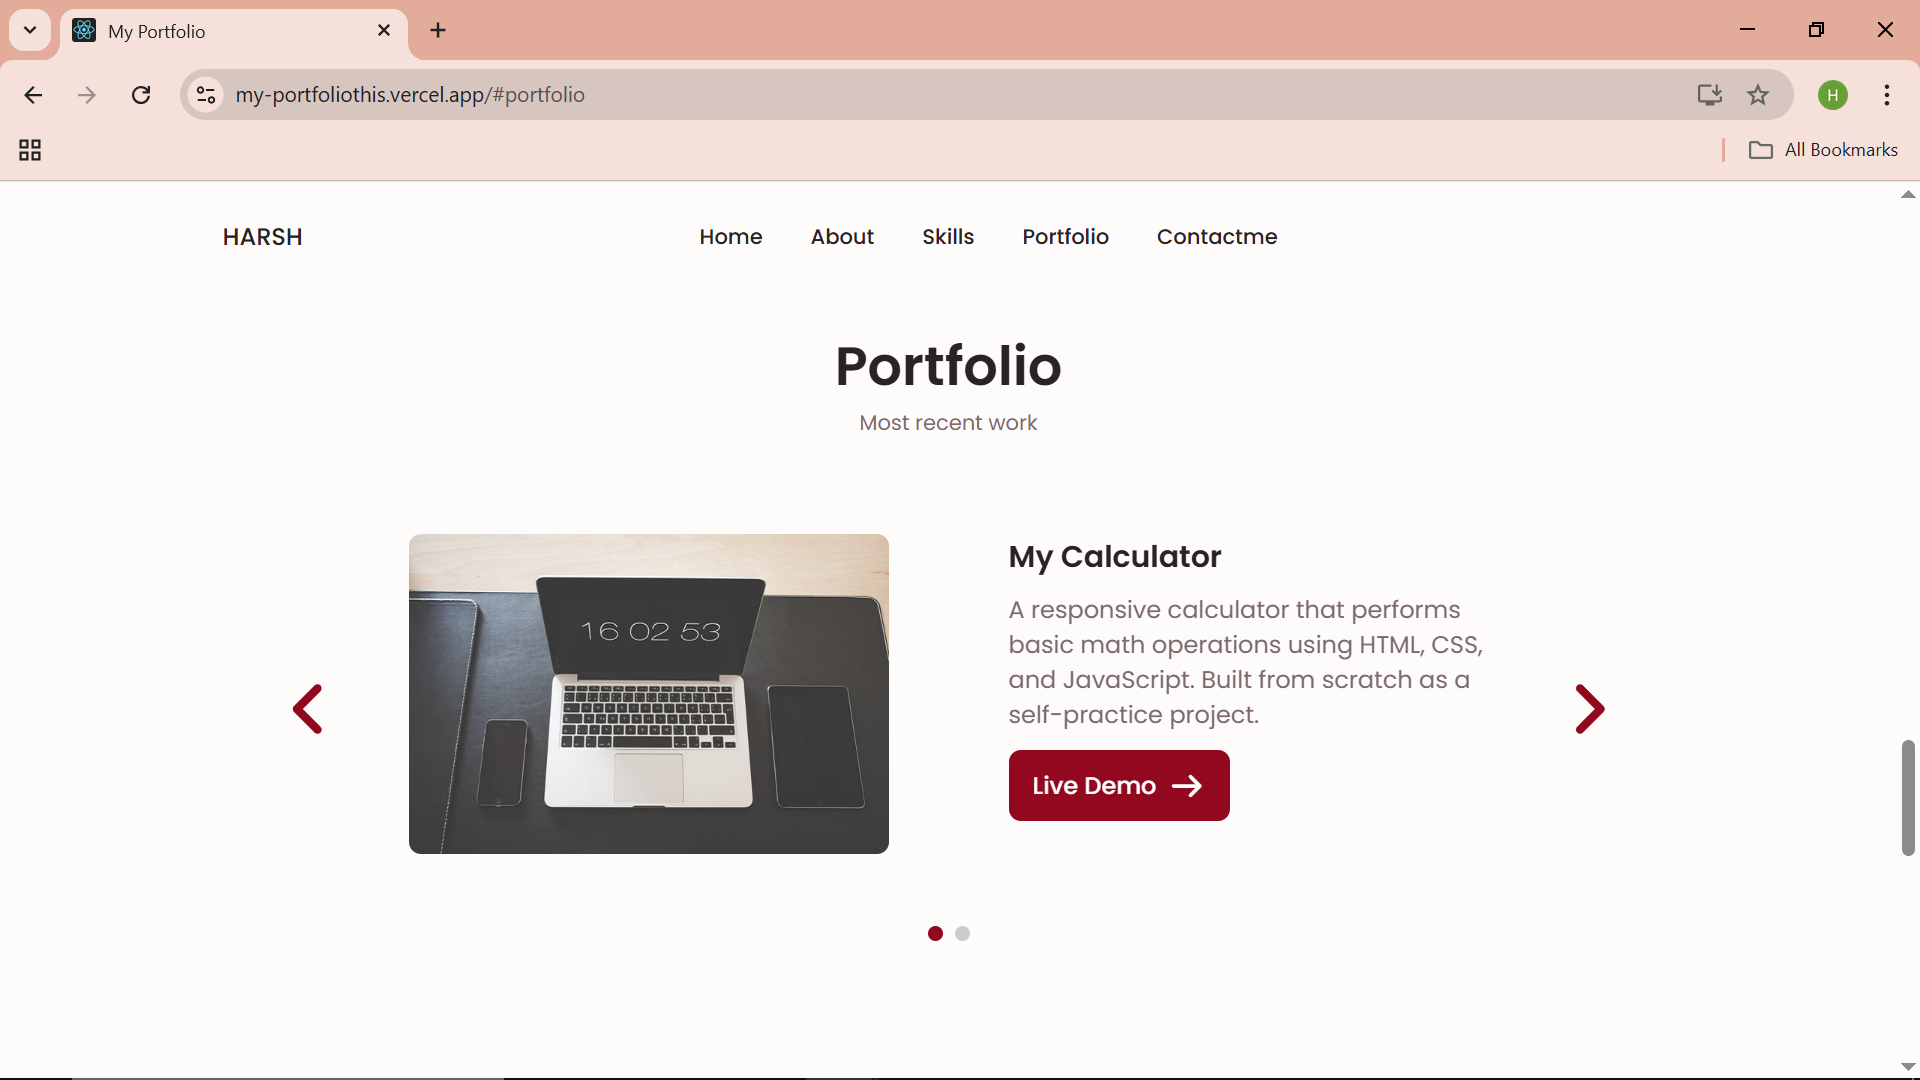 My Portfolio
my-portfoliothis.vercel.app/#portfolio
H
All Bookmarks
HARSH
Home About Skills Portfolio Contactme
Portfolio
Most recent work
16 02 53
My Calculator
A responsive calculator that performs
basic math operations using HTML, CSS,
and JavaScript. Built from scratch as a
self-practice project.
Live Demo